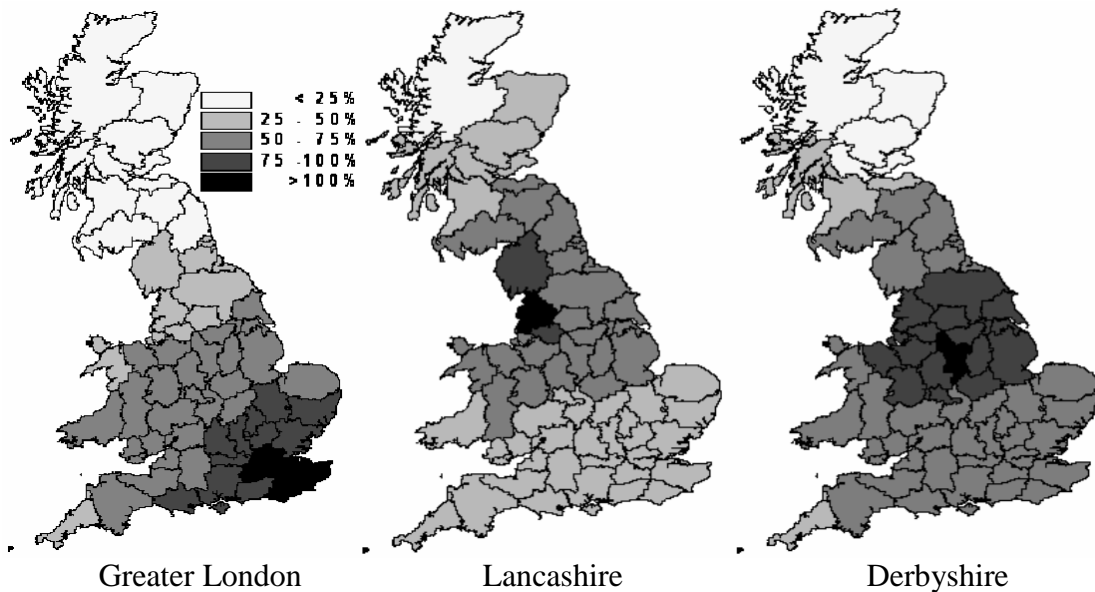 < 25%
25 - 50%
50 - 75%
75 - 100%
> 100%
Greater London
Lancashire
Derbyshire